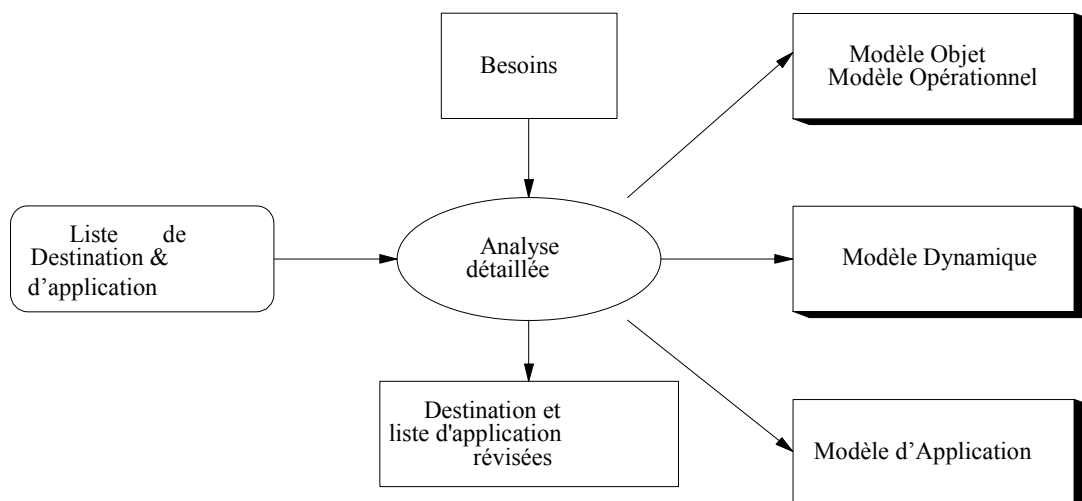 Besoins
Modèle Objet
Modèle Opérationnel
Liste de
Destination &
d’application
Analyse
détaillée
Modèle Dynamique
Destination et
liste d'application
révisées
Modèle d’Application